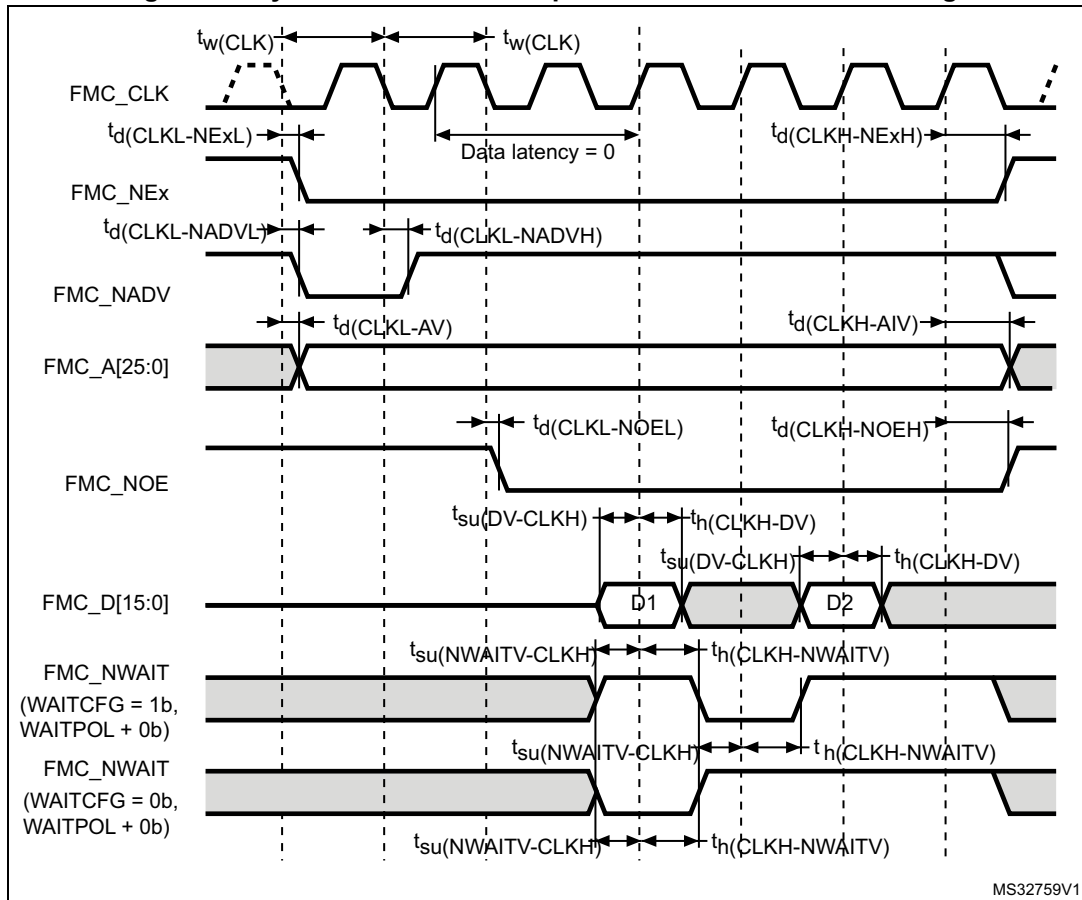 tw(CLK) tw(CLK)
FMC_CLK
td(CLKL-NExL) Data latency = 0 td(CLKH-NExH)
FMC_NEx
td(CLKL-NADVL) td(CLKL-NADVH)
FMC_NADV
td(CLKL-AV) td(CLKH-AIV)
FMC_A[25:0]
td(CLKL-NOEL) td(CLKH-NOEH)
FMC_NOE
tsu(DV-CLKH) th(CLKH-DV)
tsu(DV-CLKH) th(CLKH-DV)
FMC_D[15:0] D1 D2
tsu(NWAITV-CLKH) th(CLKH-NWAITV)
FMC_NWAIT
(WAITCFG = 1b,
WAITPOL + 0b)
tsu(NWAITV-CLKH) th(CLKH-NWAITV)
FMC_NWAIT
(WAITCFG = 0b,
WAITPOL + 0b)
tsu(NWAITV-CLKH) th(CLKH-NWAITV)
MS32759V1